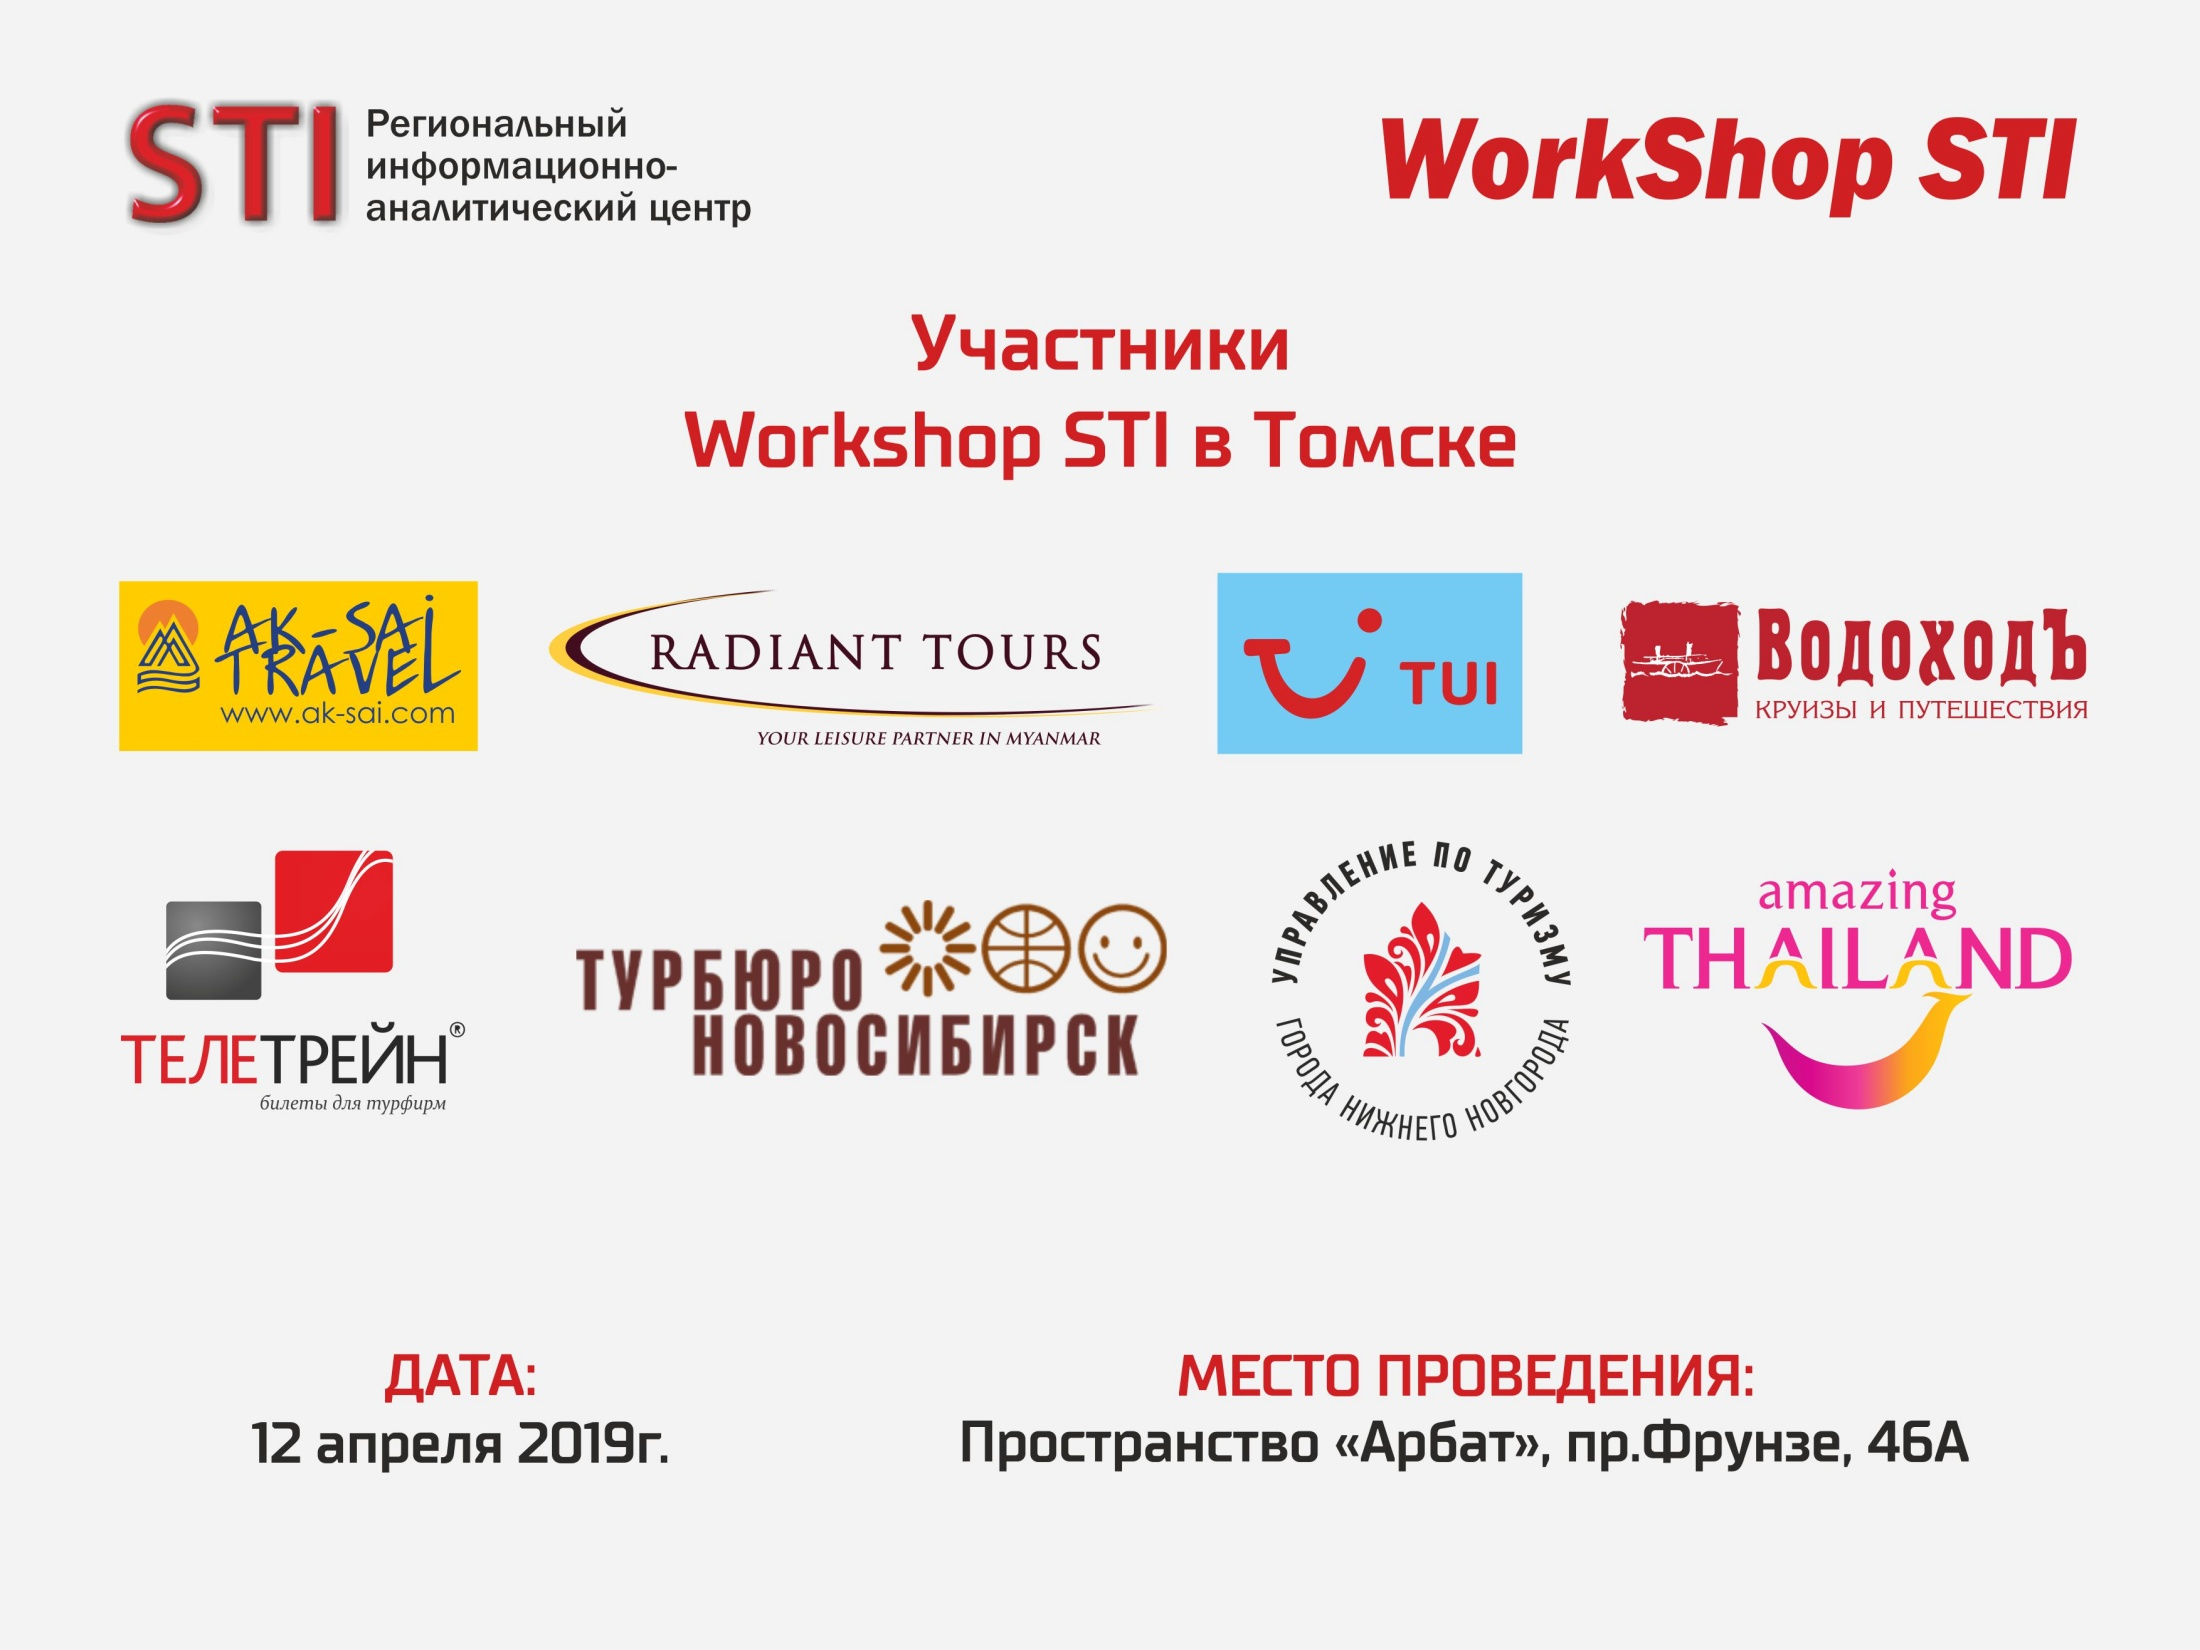 STI
Региональный
информационно-
аналитический центр
WorkShop STI
Участники
Workshop STI в Томске
AK-SAI
TRAVEL
www.ak-sai.com
RADIANT TOURS
YOUR LEISURE PARTNER IN MYANMAR
TUI
ВодоходЪ
КРУИЗЫ И ПУТЕШЕСТВИЯ
ТЕЛЕТРЕЙН®
билеты для турфирм
ТУРБЮРО
НОВОСИБИРСК
УПРАВЛЕНИЕ ПО ТУРИЗМУ
ГОРОДА НИЖНЕГО НОВГОРОДА
amazing
THAILAND
ДАТА:
12 апреля 2019г.
МЕСТО ПРОВЕДЕНИЯ:
Пространство «Арбат», пр.Фрунзе, 46А